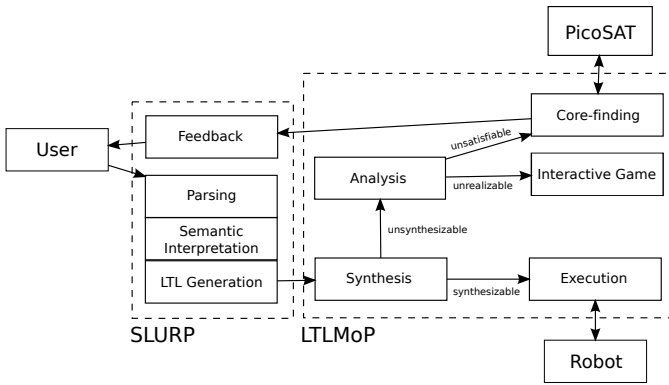 PicoSAT
Core-finding
Feedback
User
unsatisfiable
Analysis
Interactive Game
unrealizable
Parsing
Semantic
Interpretation
unsynthesizable
LTL Generation
Synthesis
Execution
synthesizable
SLURP
LTLMoP
Robot